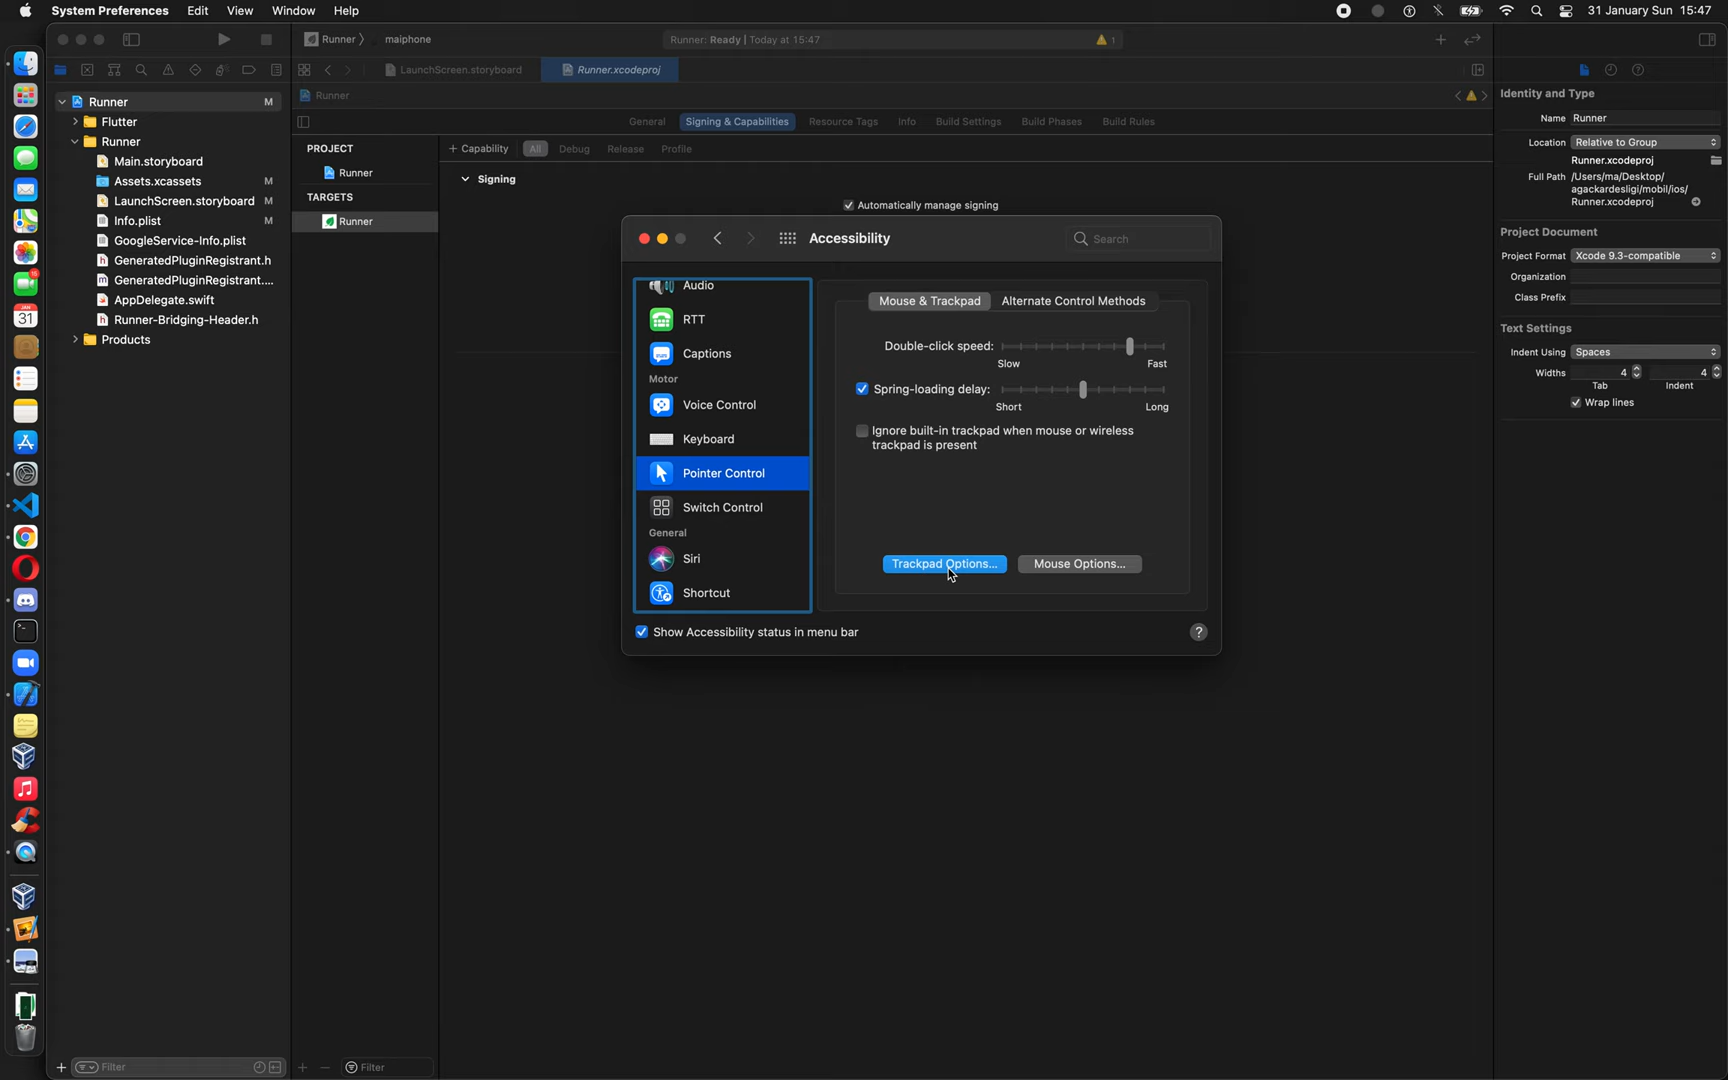 System Preferences Edit View Window Help 31 January Sun 15:47
Runner maiphone Runner: Ready | Today at 15:47 1
LaunchScreen.storyboard Runner.xcodeproj
Runner
General Signing & Capabilities Resource Tags Info Build Settings Build Phases Build Rules
+ Capability All Debug Release Profile
Runner M
Flutter
Runner
Main.storyboard
Assets.xcassets M
LaunchScreen.storyboard M
Info.plist M
GoogleService-Info.plist
GeneratedPluginRegistrant.h
GeneratedPluginRegistrant....
AppDelegate.swift
Runner-Bridging-Header.h
Products
Filter
PROJECT
Runner
TARGETS
Runner
Filter
Signing
Automatically manage signing
Accessibility
Search
Audio
RTT
Captions
Motor
Voice Control
Keyboard
Pointer Control
Switch Control
General
Siri
Shortcut
Mouse & Trackpad Alternate Control Methods
Double-click speed:
Slow Fast
Spring-loading delay:
Short Long
Ignore built-in trackpad when mouse or wireless
trackpad is present
Trackpad Options... Mouse Options...
Show Accessibility status in menu bar
?
Identity and Type
Name Runner
Location Relative to Group
Runner.xcodeproj
Full Path /Users/ma/Desktop/
agackardesligi/mobil/ios/
Runner.xcodeproj
Project Document
Project Format Xcode 9.3-compatible
Organization
Class Prefix
Text Settings
Indent Using Spaces
Widths 4 4
Tab Indent
Wrap lines
JAN
31